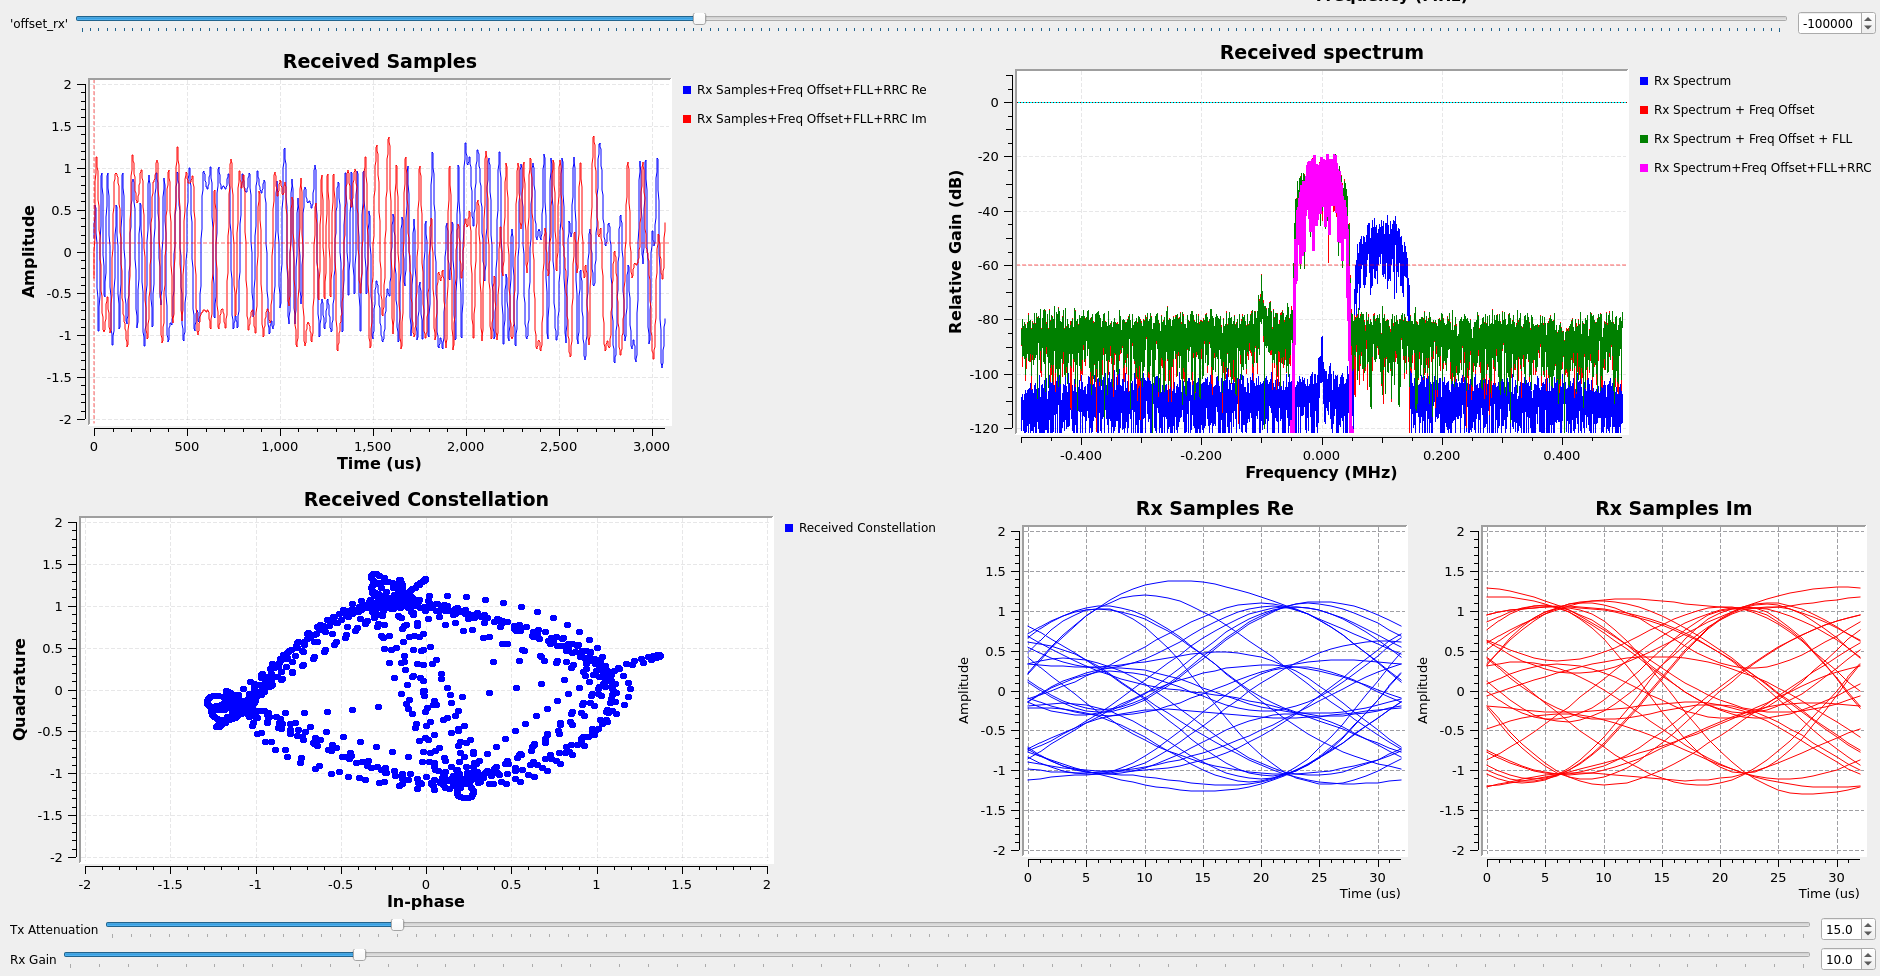 Frequency (MHz)
'offset_rx'
-100000
Received Samples
Rx Samples+Freq Offset+FLL+RRC Re
Rx Samples+Freq Offset+FLL+RRC Im
Amplitude
2
1.5
1
0.5
0
-0.5
-1
-1.5
-2
0 500 1,000 1,500 2,000 2,500 3,000
Time (us)
Received spectrum
Rx Spectrum
Rx Spectrum + Freq Offset
Rx Spectrum + Freq Offset + FLL
Rx Spectrum+Freq Offset+FLL+RRC
Relative Gain (dB)
0
-20
-40
-60
-80
-100
-120
-0.400 -0.200 0.000 0.200 0.400
Frequency (MHz)
Received Constellation
Received Constellation
Quadrature
2
1.5
1
0.5
0
-0.5
-1
-1.5
-2
-2 -1.5 -1 -0.5 0 0.5 1 1.5 2
In-phase
Rx Samples Re
Amplitude
2
1.5
1
0.5
0
-0.5
-1
-1.5
-2
0 5 10 15 20 25 30
Time (us)
Rx Samples Im
Amplitude
2
1.5
1
0.5
0
-0.5
-1
-1.5
-2
0 5 10 15 20 25 30
Time (us)
Tx Attenuation
15.0
Rx Gain
10.0